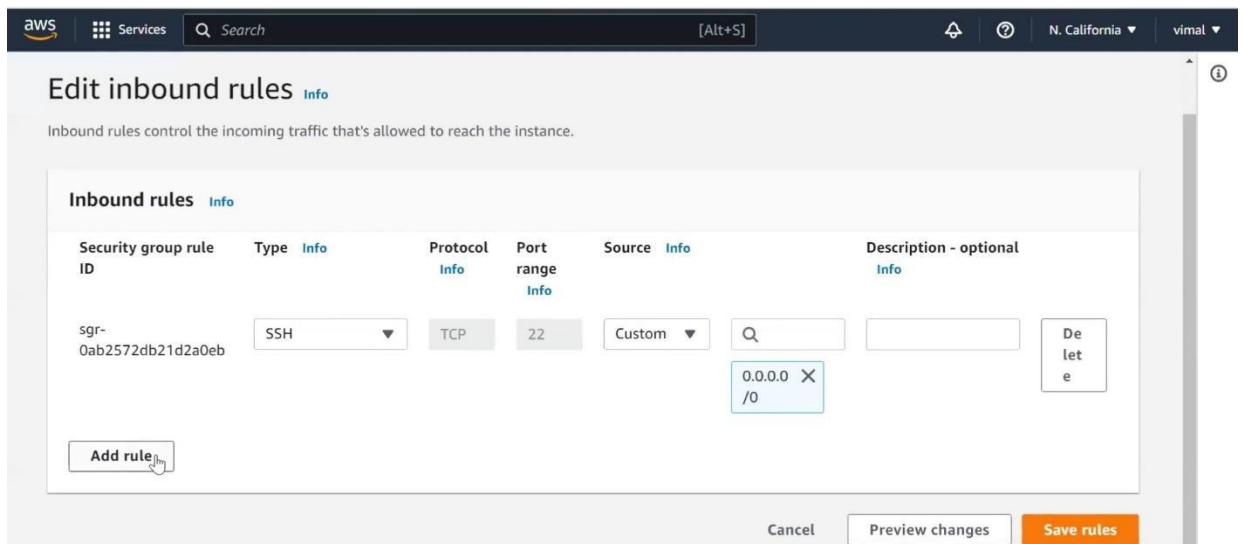 aws
Services
Search
[Alt+S]
N. California
vimal
Edit inbound rules Info
Inbound rules control the incoming traffic that's allowed to reach the instance.
Inbound rules Info
Security group rule
ID
Type Info
Protocol
Info
Port
range
Info
Source Info
Description - optional
Info
sgr-
0ab2572db21d2a0eb
SSH
TCP
22
Custom
0.0.0.0
/0
De
let
e
Add rule
Cancel
Preview changes
Save rules